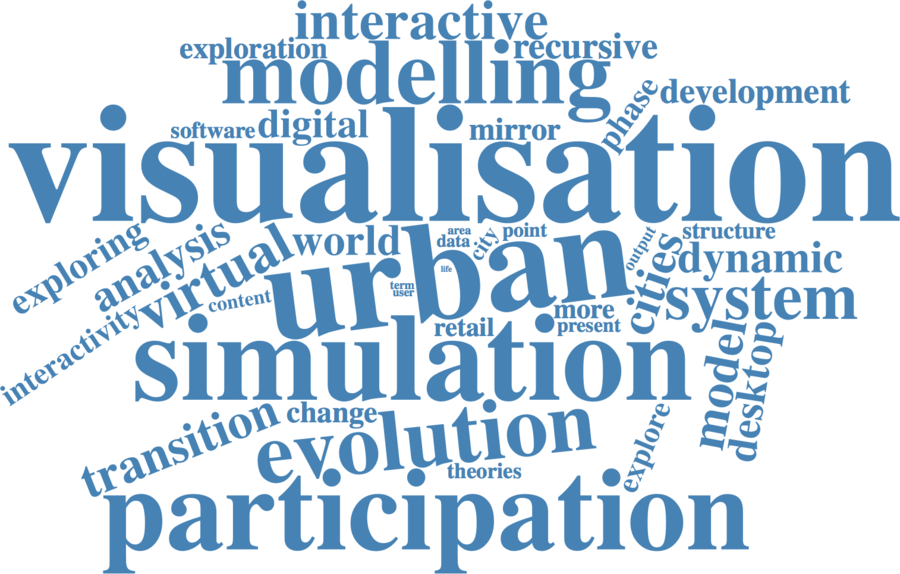 interactive
exploration
recursive
modelling
phase
development
software
digital
mirror
visualisation
exploring
analysis
virtual
world
area
data
city
point
output
structure
urban
life
cities
dynamic
content
term
user
system
interactivity
retail
more
present
simulation
model
desktop
transition
change
evolution
explore
theories
participation